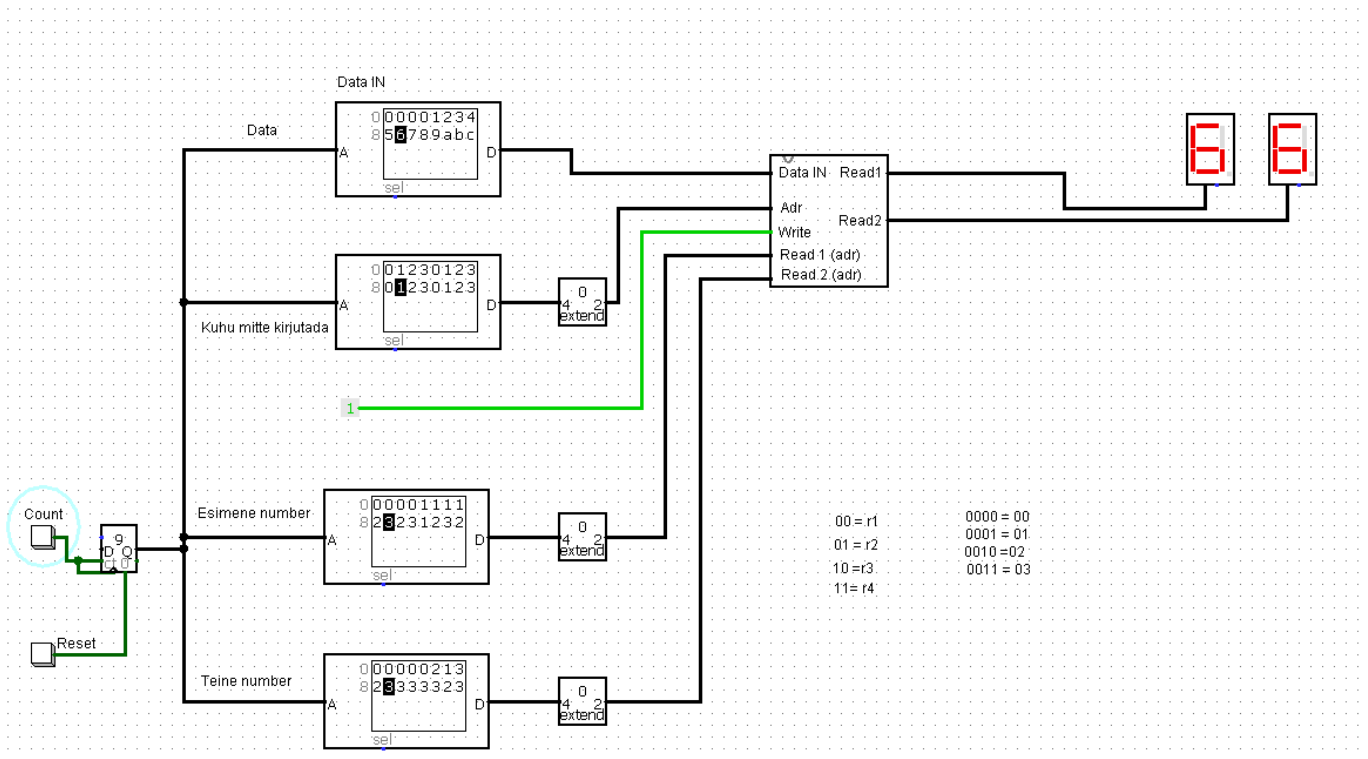 Data IN
Data
0 00001234
8 56789abc
A
D
sel
Data IN
Read1
Adr
Read2
Write
Read 1 (adr)
Read 2 (adr)
6
6
0 01230123
8 01230123
A
D
sel
0
4 2
extend
Kuhu mitte kirjutada
1
Esimene number
0 00001111
8 23231232
A
D
sel
0
4 2
extend
Count
9
D Q
ct 0
Reset
Teine number
0 00000213
8 23333323
A
D
sel
0
4 2
extend
00 = r1
01 = r2
10 =r3
11= r4
0000 = 00
0001 = 01
0010 =02
0011 = 03